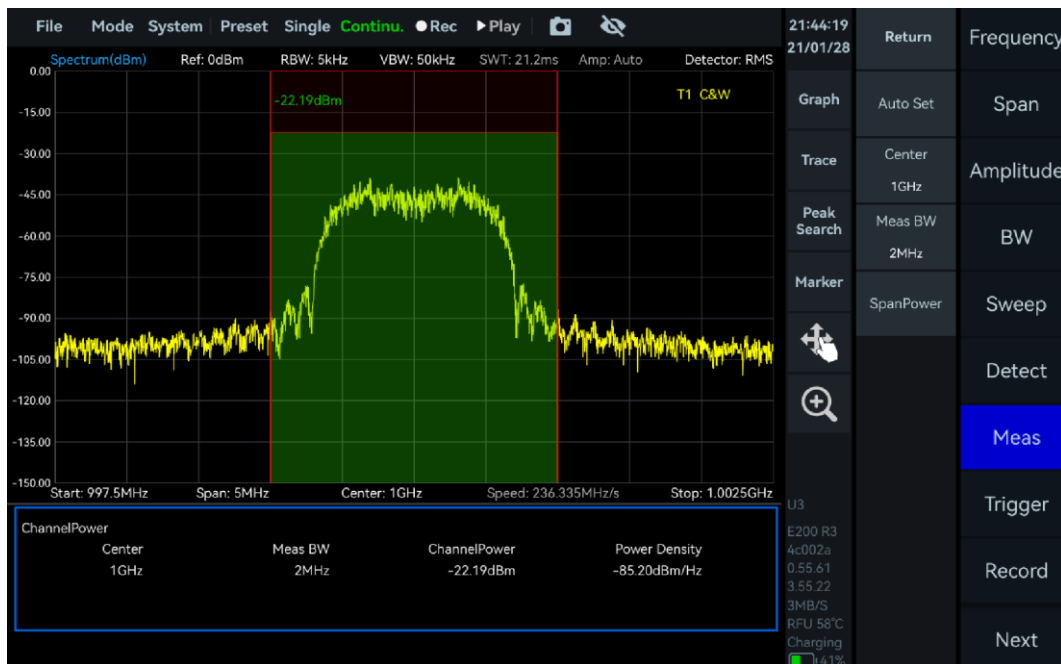 File Mode System Preset Single Continu. Rec Play
21:44:19
21/01/28
Spectrum(dBm) Ref: 0dBm RBW: 5kHz VBW: 50kHz SWT: 21.2ms Amp: Auto Detector: RMS
0.00
-15.00
-30.00
-45.00
-60.00
-75.00
-90.00
-105.00
-120.00
-135.00
-150.00
-22.19dBm
T1 C&W
Start: 997.5MHz Span: 5MHz Center: 1GHz Speed: 236.335MHz/s Stop: 1.0025GHz
ChannelPower
Center Meas BW ChannelPower Power Density
1GHz 2MHz -22.19dBm -85.20dBm/Hz
Graph
Trace
Peak
Search
Marker
U3
E200 R3
4c002a
0.55.61
3.55.22
3MB/S
RFU 58°C
Charging
41%
Return
Auto Set
Center
1GHz
Meas BW
2MHz
SpanPower
Frequency
Span
Amplitude
BW
Sweep
Detect
Meas
Trigger
Record
Next